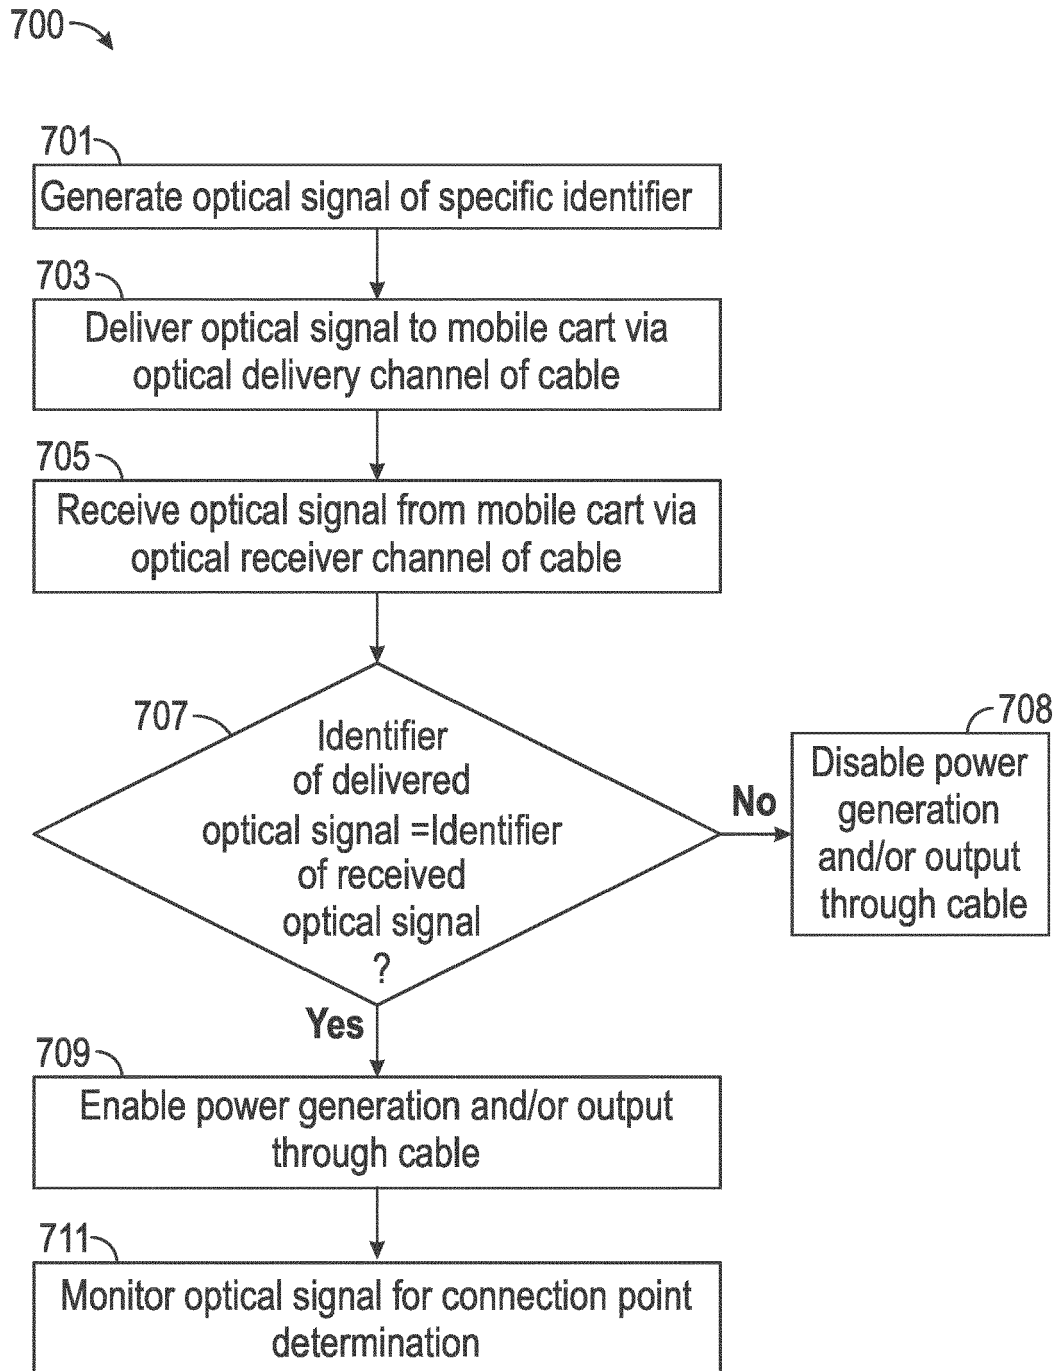 700
701
Generate optical signal of specific identifier
703
Deliver optical signal to mobile cart via
optical delivery channel of cable
705
Receive optical signal from mobile cart via
optical receiver channel of cable
707
Identifier
of delivered
optical signal =Identifier
of received
optical signal
?
No
708
Disable power
generation
and/or output
through cable
Yes
709
Enable power generation and/or output
through cable
711
Monitor optical signal for connection point
determination